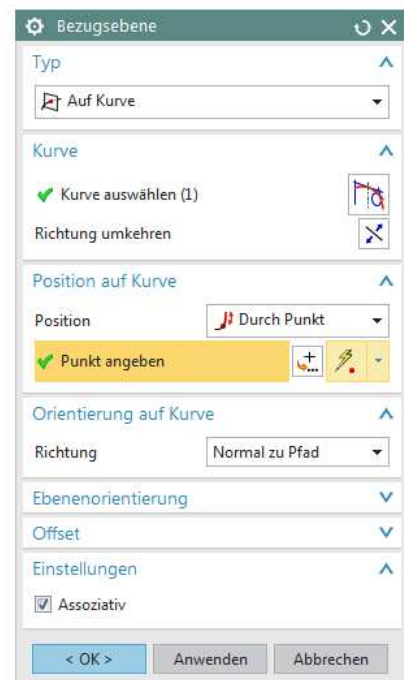 Bezugsebene
Typ
Auf Kurve
Kurve
Kurve auswählen (1)
Richtung umkehren
Position auf Kurve
Position Durch Punkt
Punkt angeben
Orientierung auf Kurve
Richtung Normal zu Pfad
Ebenenorientierung
Offset
Einstellungen
Assoziativ
< OK > Anwenden Abbrechen